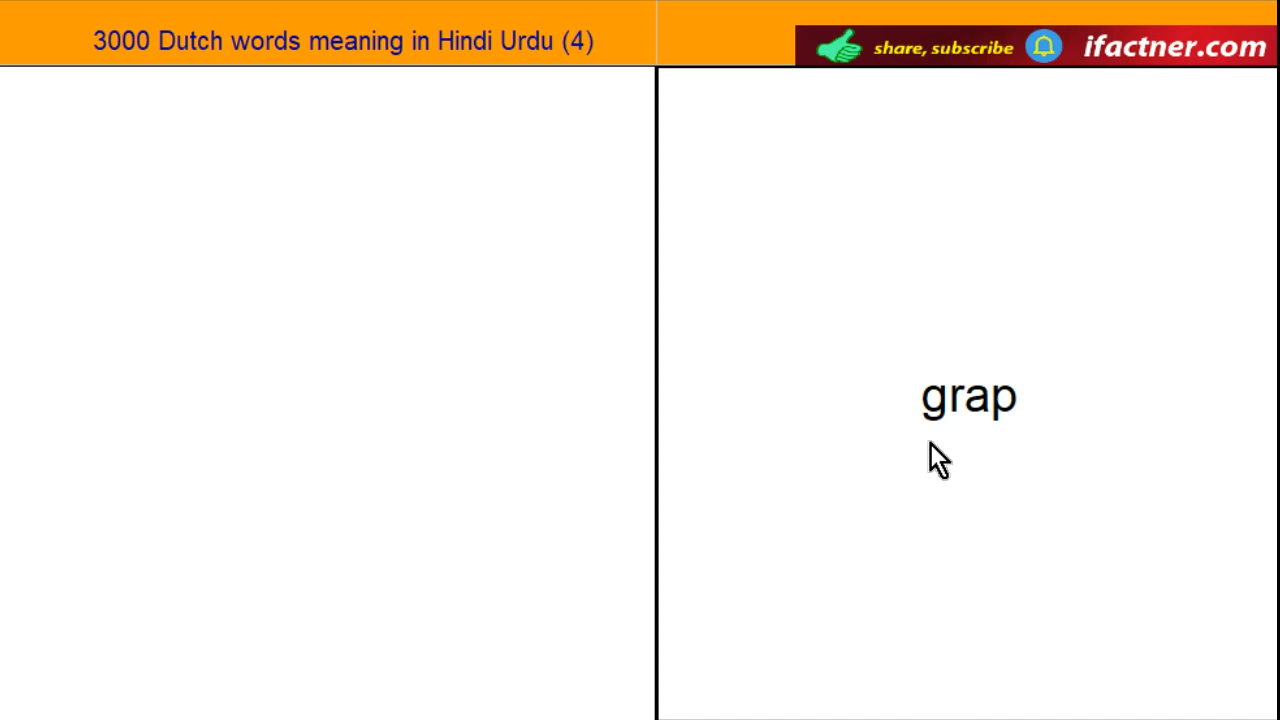 3000 Dutch words meaning in Hindi Urdu (4)
share, subscribe
ifactner.com
grap